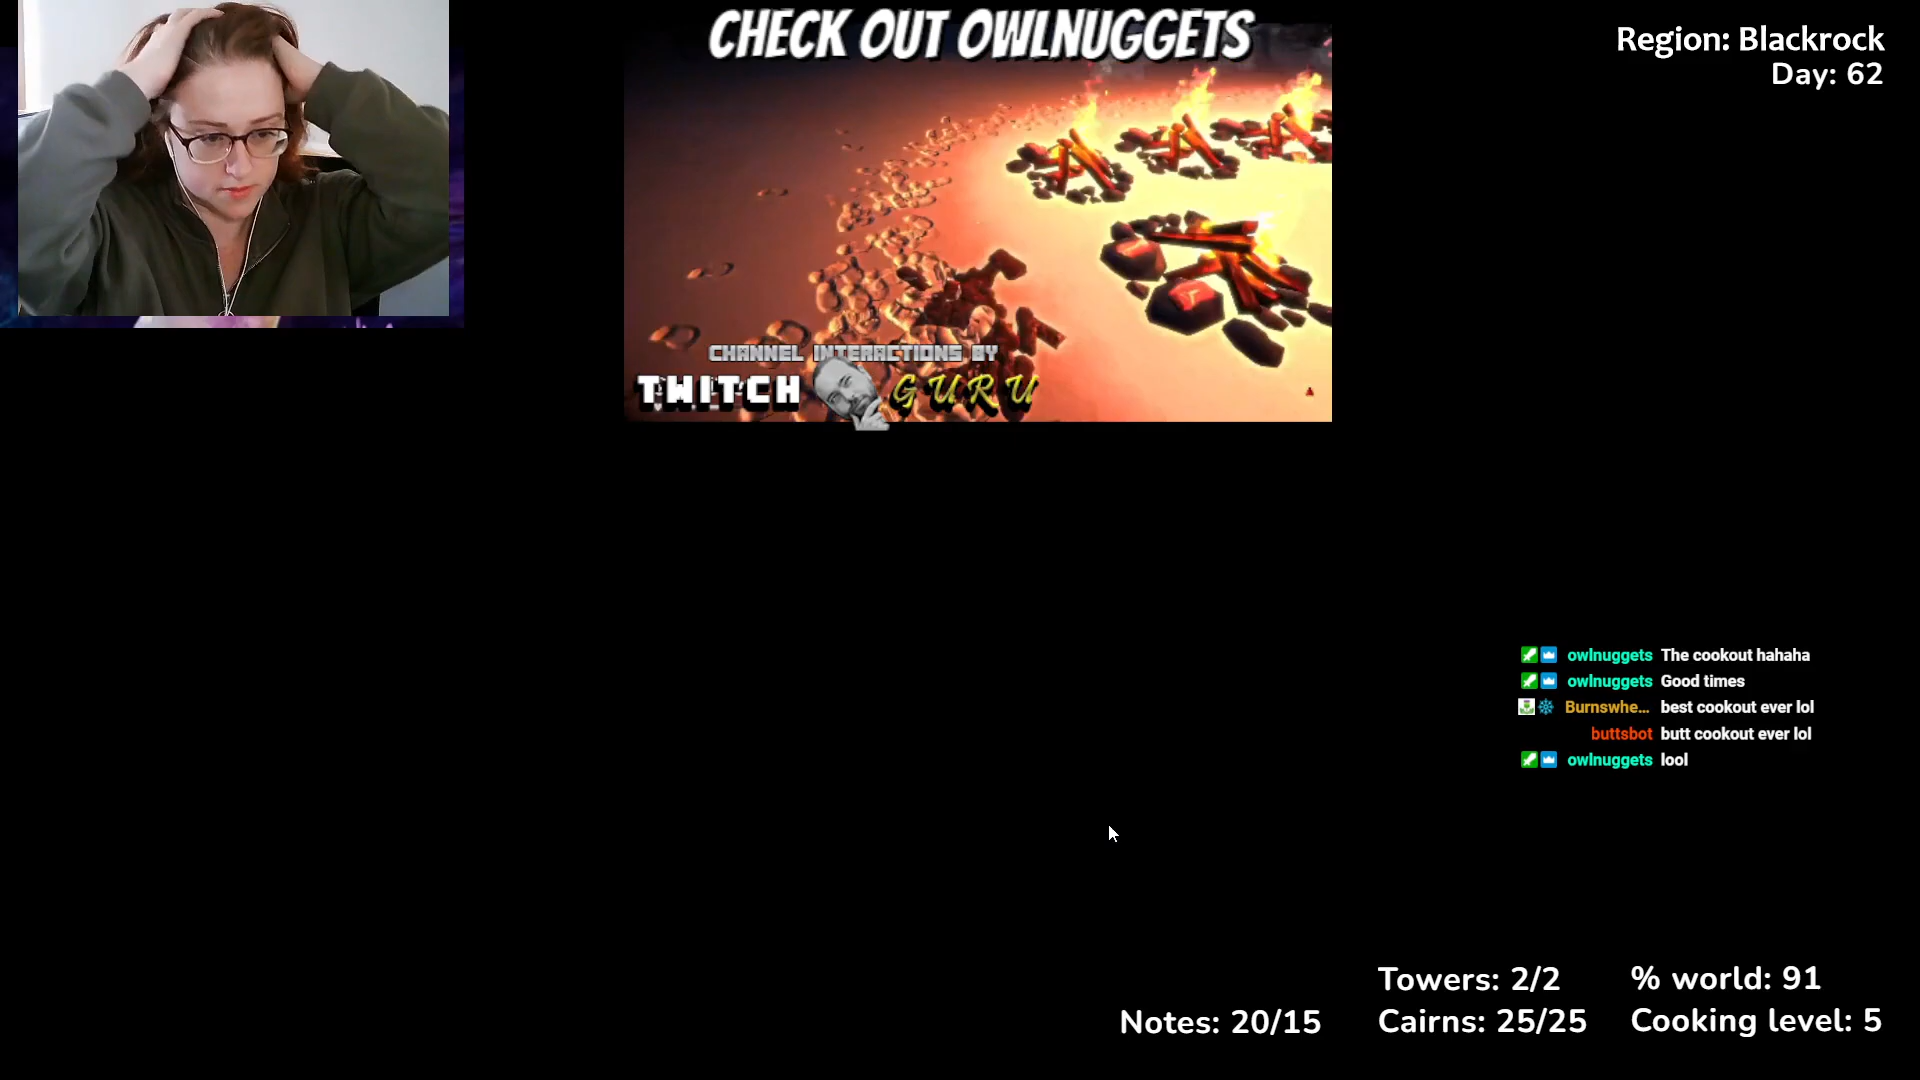 CHECK OUT OWLNUGGETS
Region: Blackrock
Day: 62
CHANNEL INTERACTIONS BY
TWITCH GURU
owlnuggets The cookout hahaha
owlnuggets Good times
Burnswhe... best cookout ever lol
buttsbot butt cookout ever lol
owlnuggets lool
Towers: 2/2 % world: 91
Notes: 20/15 Cairns: 25/25 Cooking level: 5